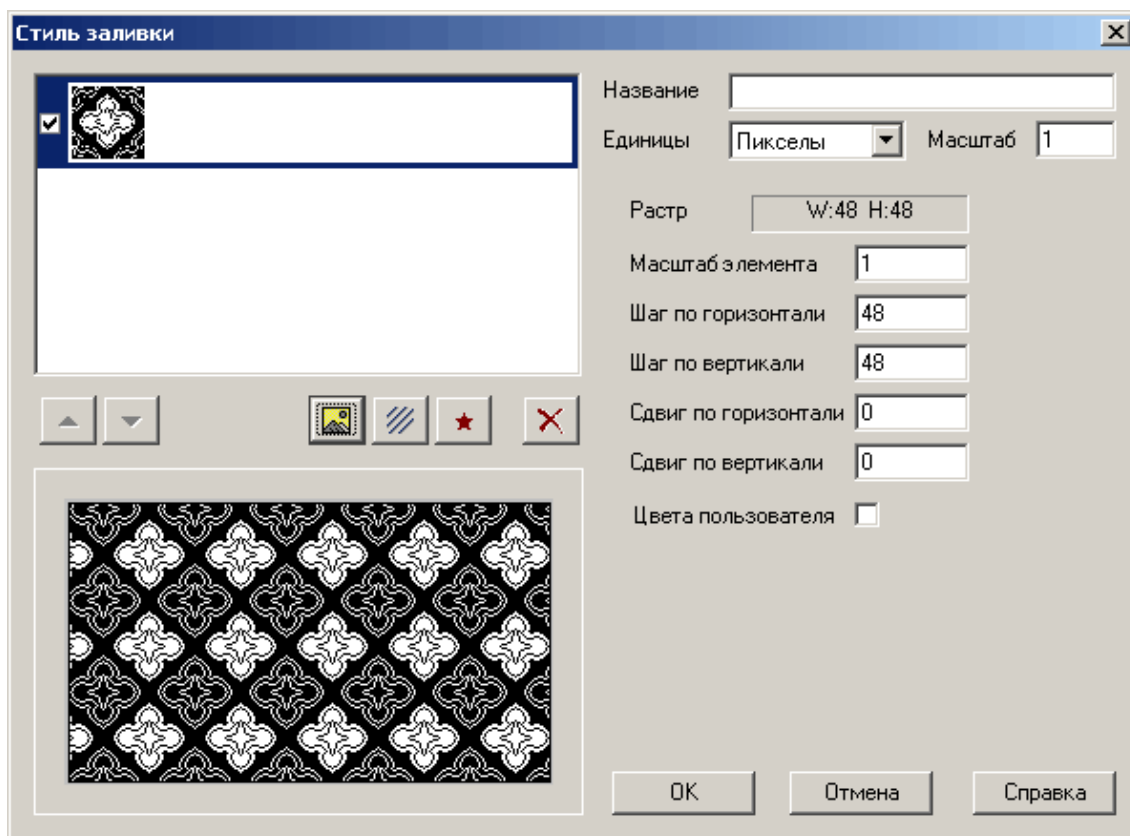 Стиль заливки
Название
Единицы Пикселы Масштаб 1
Растр W:48 H:48
Масштаб элемента 1
Шаг по горизонтали 48
Шаг по вертикали 48
Сдвиг по горизонтали 0
Сдвиг по вертикали 0
Цвета пользователя
OK Отмена Справка